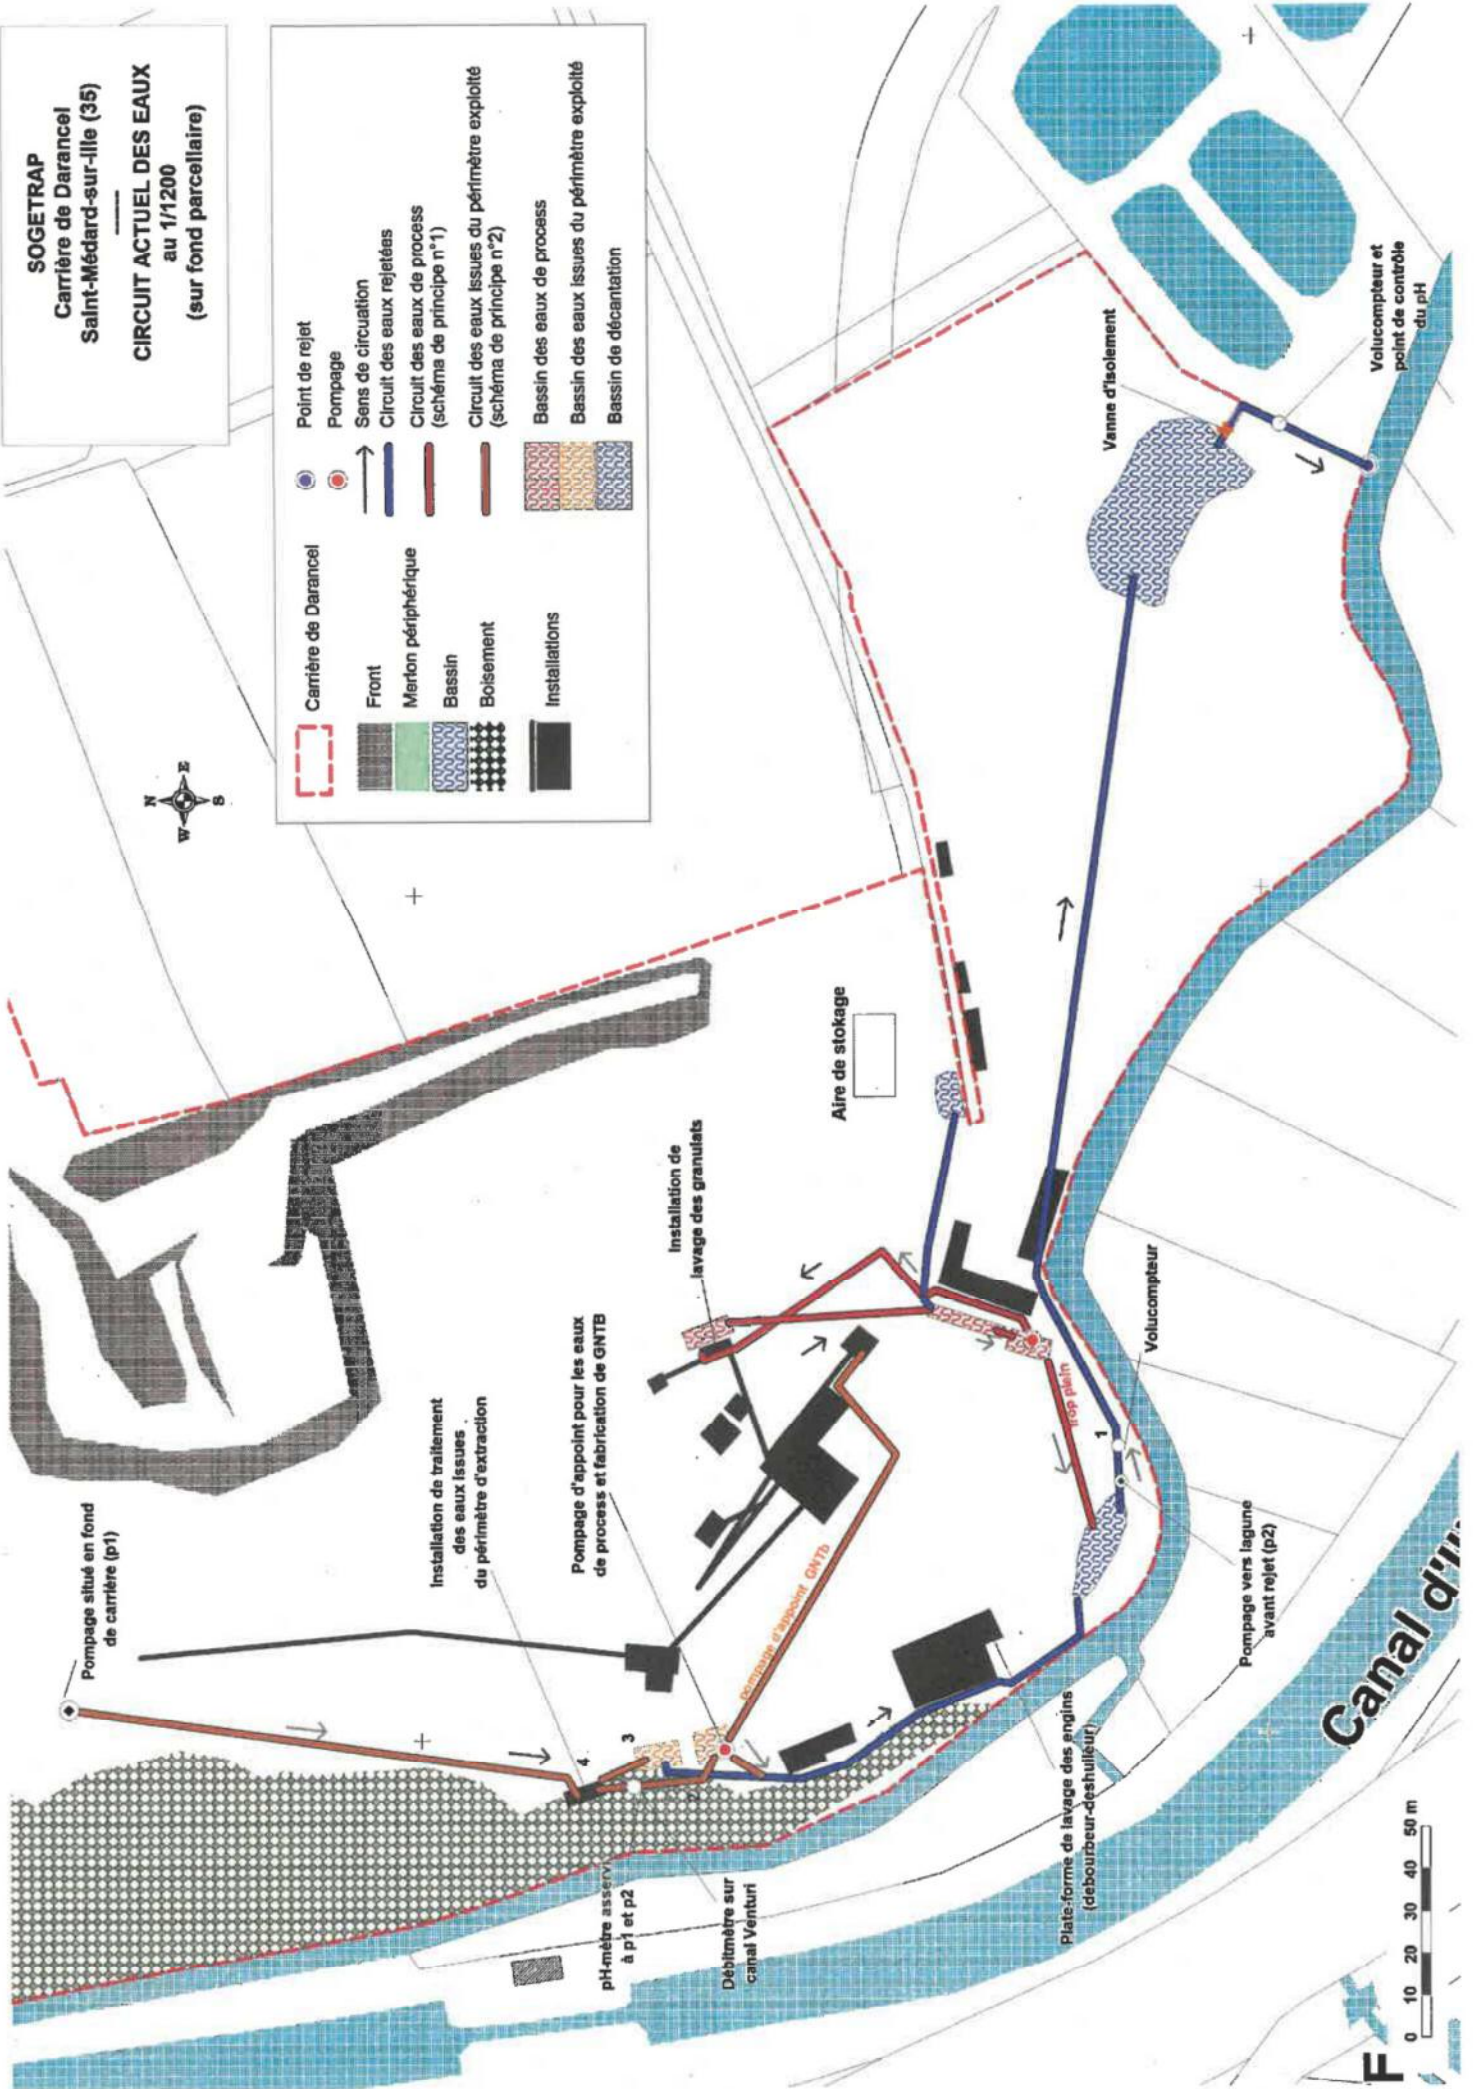 SOGETRAP
Carrière de Darancel
Saint-Médard-sur-Ille (35)
CIRCUIT ACTUEL DES EAUX
au 1/1200
(sur fond parcellaire)
N
W
E
S
Carrière de Darancel
Front
Merlon périphérique
Bassin
Boisement
Installations
Point de rejet
Pompage
Sens de circuation
Circuit des eaux rejetées
Circuit des eaux de process
(schéma de principe n°1)
Circuit des eaux issues du périmètre exploité
(schéma de principe n°2)
Bassin des eaux de process
Bassin des eaux issues du périmètre exploité
Bassin de décantation
Pompage situé en fond
de carrière (p1)
Installation de traitement
des eaux issues
du périmètre d'extraction
Pompage d'appoint pour les eaux
de process et fabrication de GNTB
Installation de
lavage des granulats
Aire de stokage
Vanne d'isolement
Volucompteur et
point de contrôle
du pH
4
3
2
pompage d'appoint GNTb
trop plein
1
Volucompteur
pH-mètre asservi
à p1 et p2
Débitmètre sur
canal Venturi
Plate-forme de lavage des engins
(debourbeur-deshuileur)
Pompage vers lagune
avant rejet (p2)
Canal
F
0 10 20 30 40 50 m